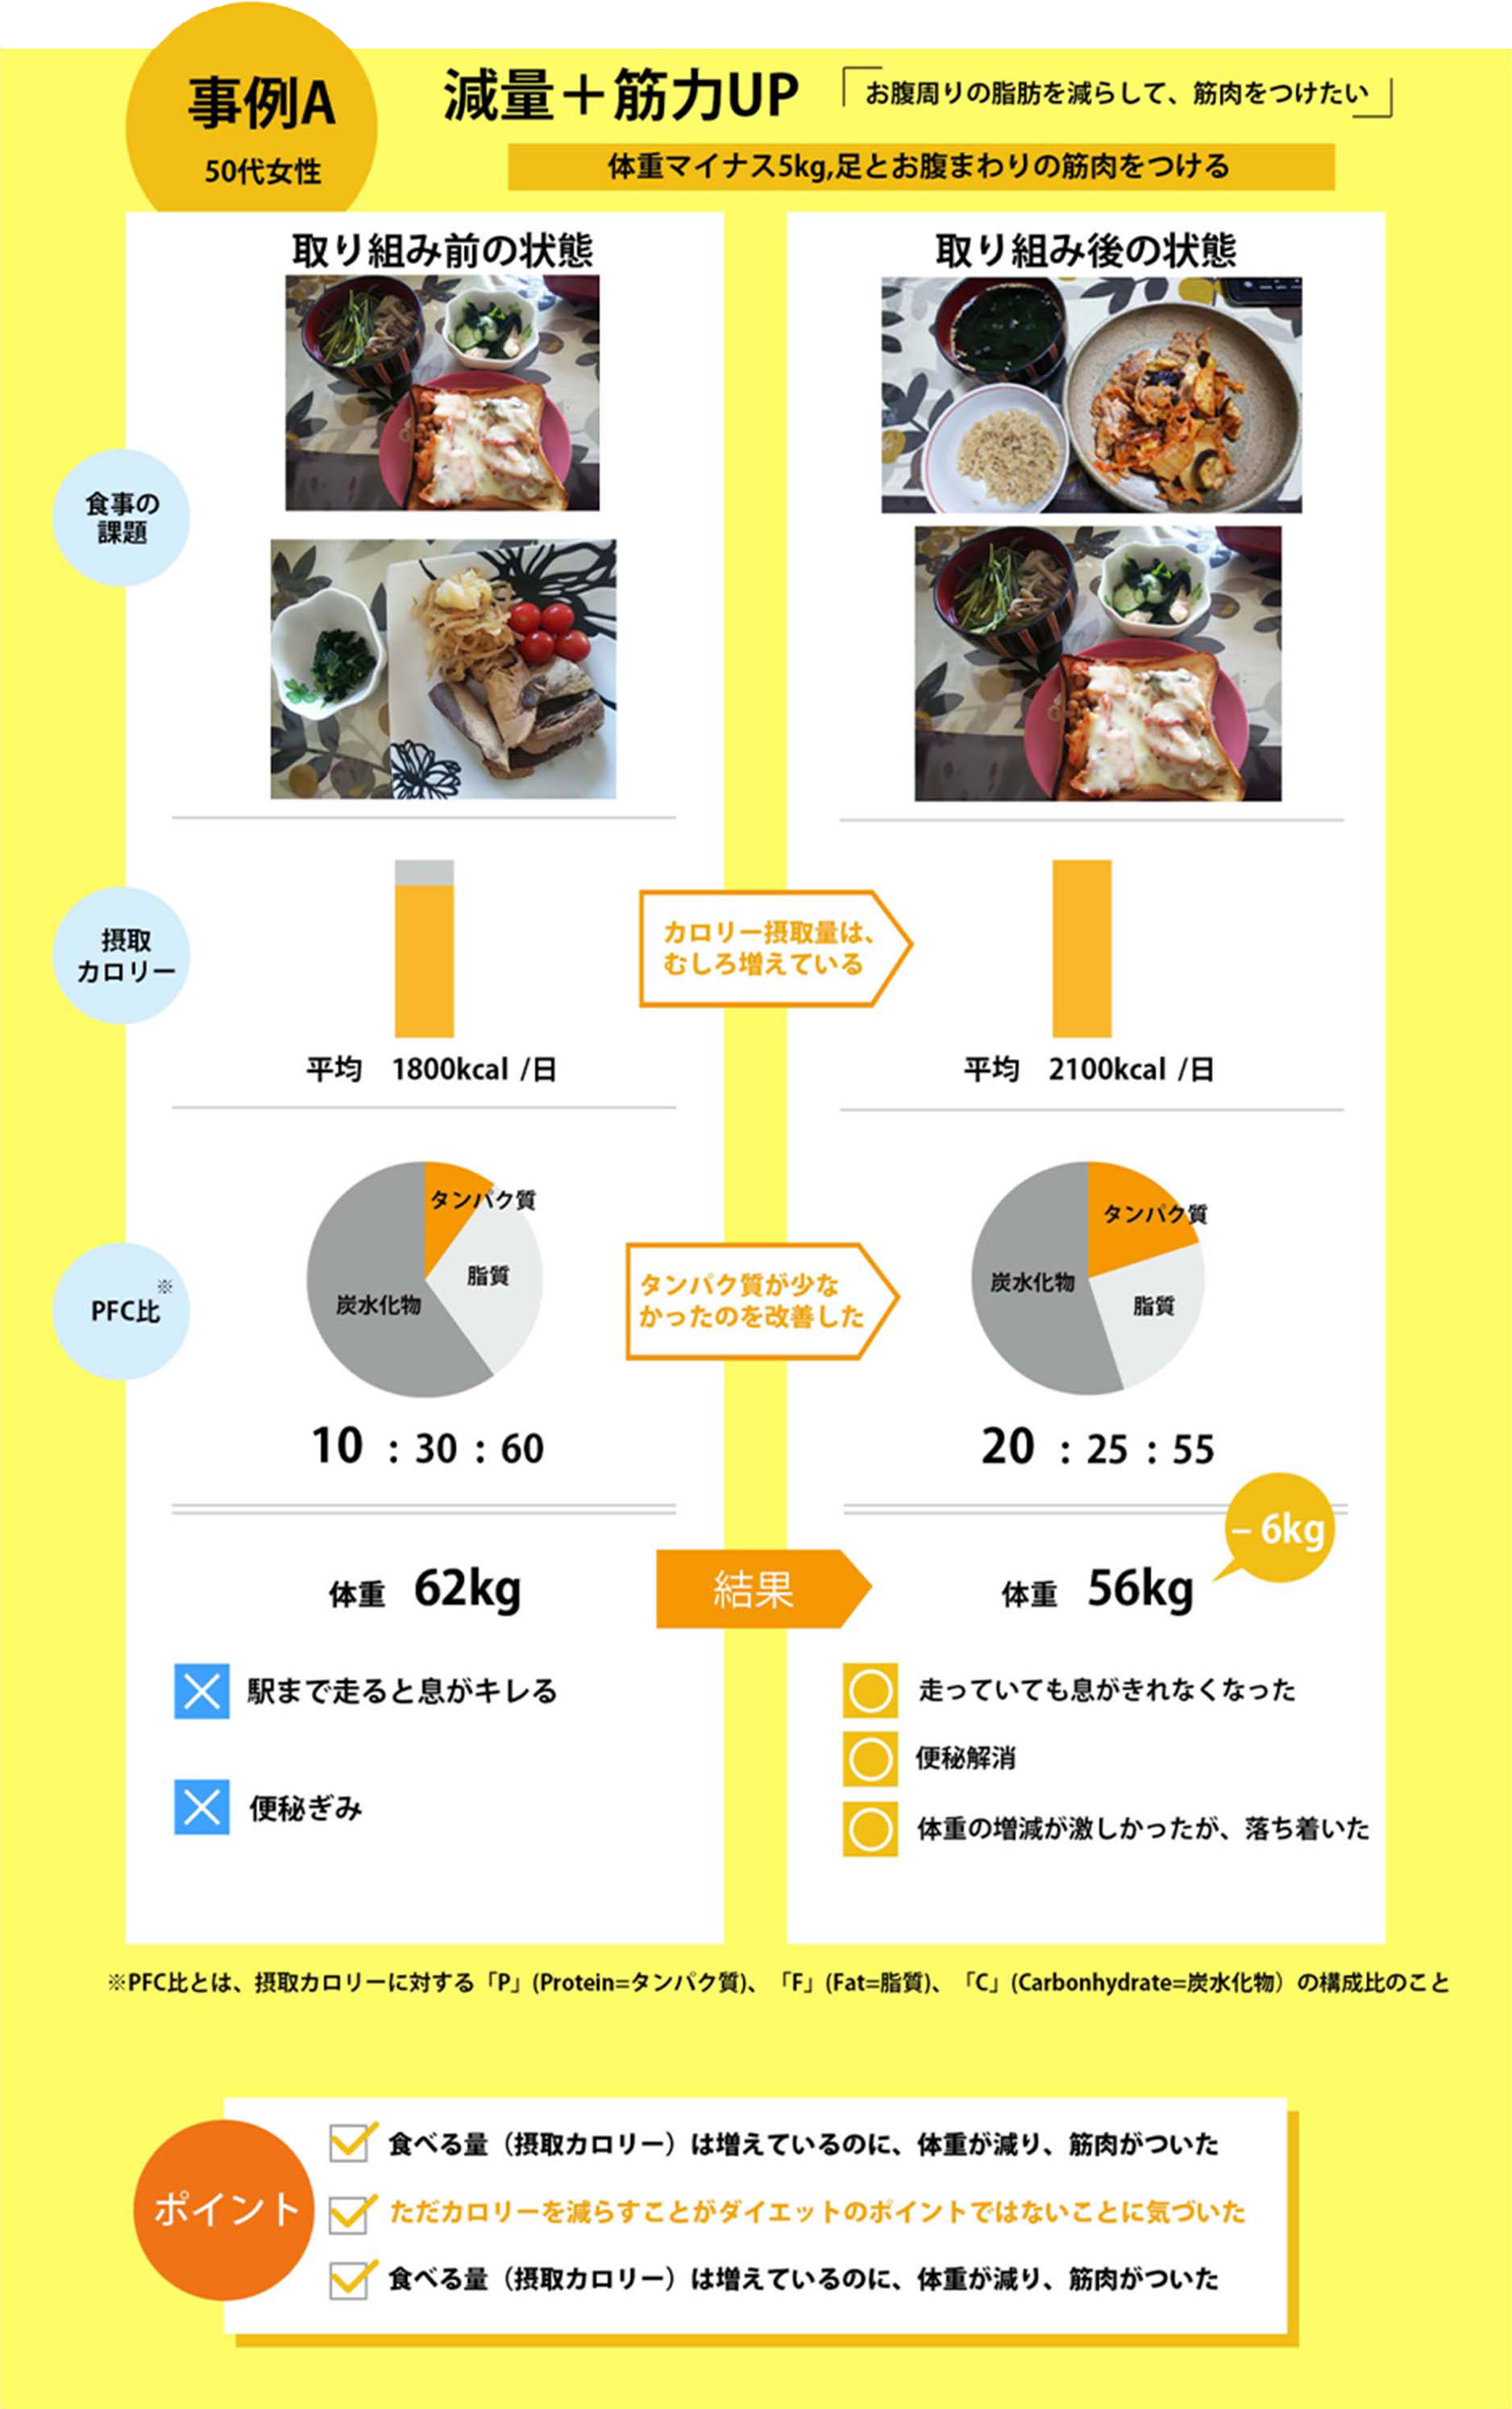 事例A
50代女性
減量＋筋力UP
「お腹周りの脂肪を減らして、筋肉をつけたい」
体重マイナス5kg,足とお腹まわりの筋肉をつける
取り組み前の状態
取り組み後の状態
食事の
課題
摂取
カロリー
カロリー摂取量は、
むしろ増えている
平均 1800kcal /日
平均 2100kcal /日
タンパク質
脂質
炭水化物
タンパク質
脂質
炭水化物
※
PFC比
タンパク質が少な
かったのを改善した
10 : 30 : 60
20 : 25 : 55
体重 62kg
結果
体重 56kg
– 6kg
駅まで走ると息がキレる
便秘ぎみ
走っていても息がきれなくなった
便秘解消
体重の増減が激しかったが、落ち着いた
※PFC比とは、摂取カロリーに対する「P」(Protein=タンパク質)、「F」(Fat=脂質)、「C」(Carbonhydrate=炭水化物）の構成比のこと
ポイント
食べる量（摂取カロリー）は増えているのに、体重が減り、筋肉がついた
ただカロリーを減らすことがダイエットのポイントではないことに気づいた
食べる量（摂取カロリー）は増えているのに、体重が減り、筋肉がついた